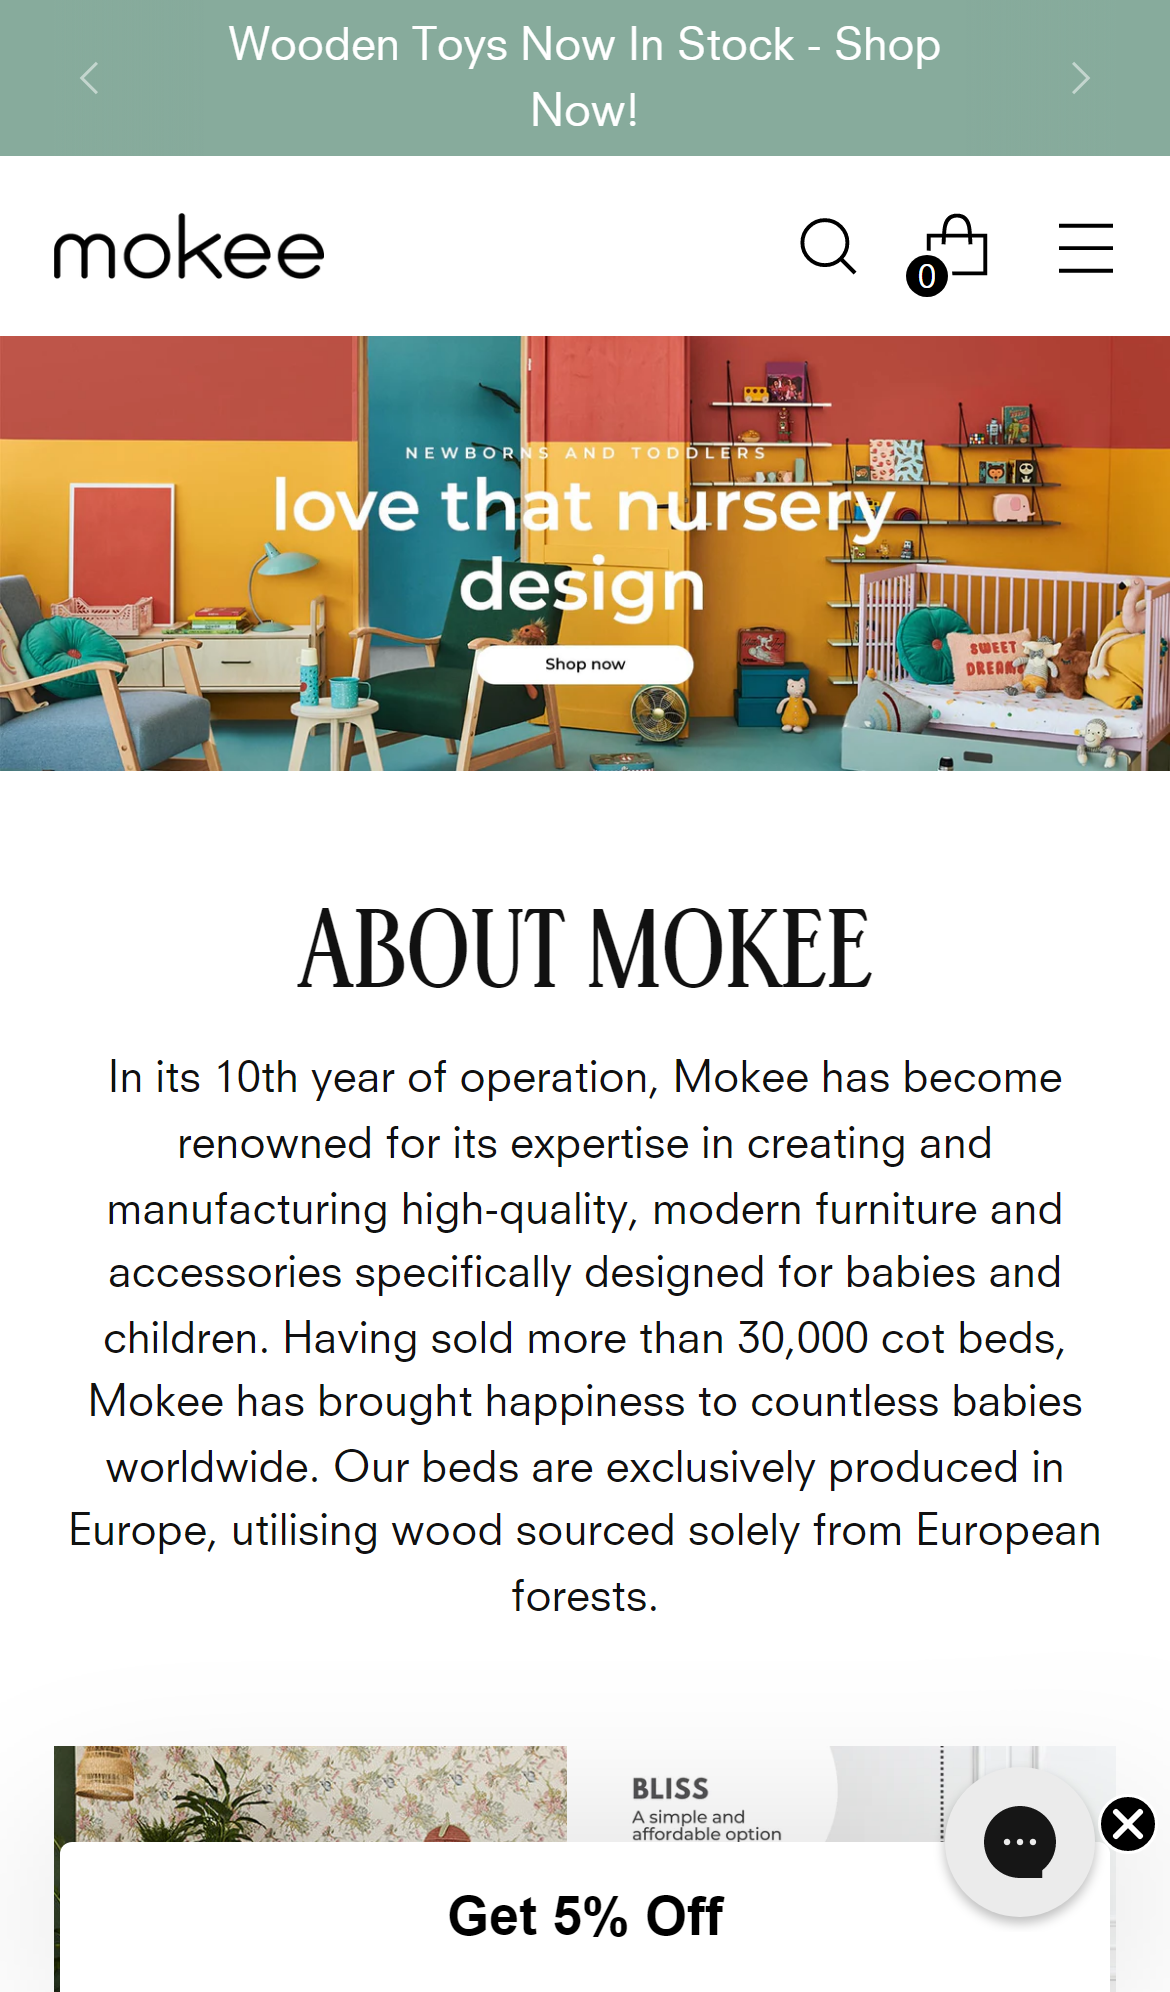 Wooden Toys Now In Stock - Shop
Now!
mokee
0
NEWBORNS AND TODDLERS
love that nursery
design
SWEET
DREAMS
Shop now
ABOUT MOKEE
In its 10th year of operation, Mokee has become
renowned for its expertise in creating and
manufacturing high-quality, modern furniture and
accessories specifically designed for babies and
children. Having sold more than 30,000 cot beds,
Mokee has brought happiness to countless babies
worldwide. Our beds are exclusively produced in
Europe, utilising wood sourced solely from European
forests.
BLISS
A simple and
affordable option
Get 5% Off